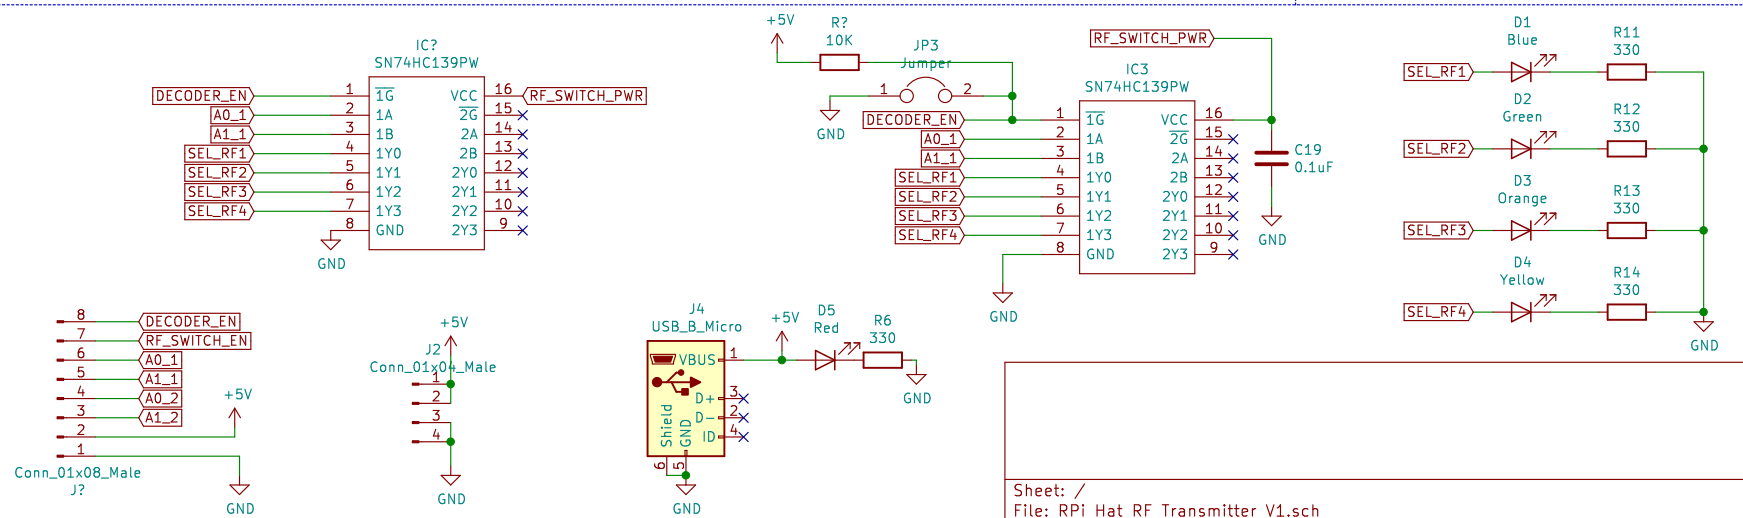 IC?
SN74HC139PW
DECODER_EN 1 1G VCC 16 RF_SWITCH_PWR
A0_1 2 1A 2G 15
A1_1 3 1B 2A 14
SEL_RF1 4 1Y0 2B 13
SEL_RF2 5 1Y1 2Y0 12
SEL_RF3 6 1Y2 2Y1 11
SEL_RF4 7 1Y3 2Y2 10
8 GND 2Y3 9
GND
+5V
R?
10K
JP3
Jumper
1 2
GND
RF_SWITCH_PWR
IC3
SN74HC139PW
DECODER_EN 1 1G VCC 16
A0_1 2 1A 2G 15
A1_1 3 1B 2A 14
SEL_RF1 4 1Y0 2B 13
SEL_RF2 5 1Y1 2Y0 12
SEL_RF3 6 1Y2 2Y1 11
SEL_RF4 7 1Y3 2Y2 10
8 GND 2Y3 9
GND
C19
0.1uF
GND
D1
Blue
R11
330
SEL_RF1
D2
Green
R12
330
SEL_RF2
D3
Orange
R13
330
SEL_RF3
D4
Yellow
R14
330
SEL_RF4
GND
8 DECODER_EN
7 RF_SWITCH_EN
6 A0_1
5 A1_1
4 A0_2
3 A1_2
2
1
+5V
Conn_01x08_Male
J?
GND
+5V
J2
Conn_01x04_Male
1
2
3
4
GND
J4
USB_B_Micro
VBUS 1
D+ 3
D- 2
ID 4
Shield
GND
6 5
GND
+5V
D5
Red
R6
330
GND
Sheet: /
File: RPi Hat RF Transmitter V1.sch